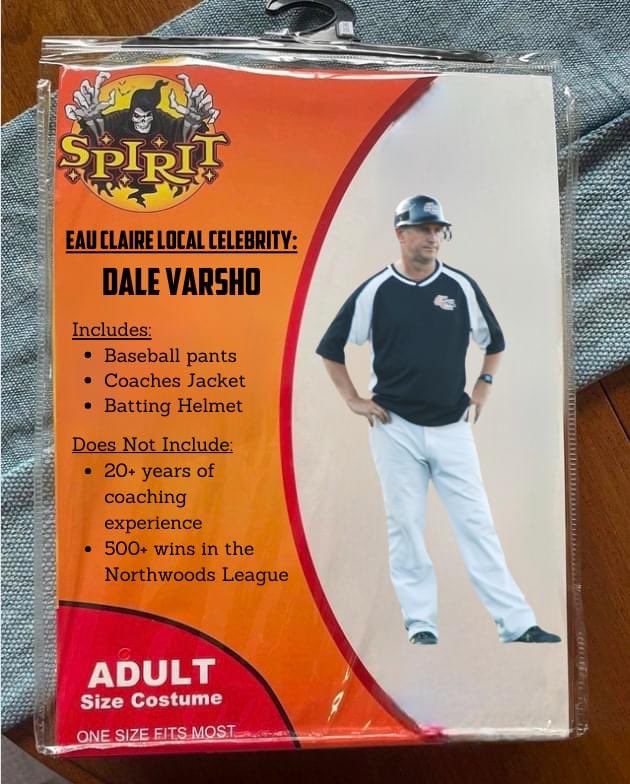 SPIRIT
EAU CLAIRE LOCAL CELEBRITY:
DALE VARSHO
Includes:
Baseball pants
Coaches Jacket
Batting Helmet
Does Not Include:
20+ years of
coaching
experience
500+ wins in the
Northwoods League
ADULT
Size Costume
ONE SIZE FITS MOST